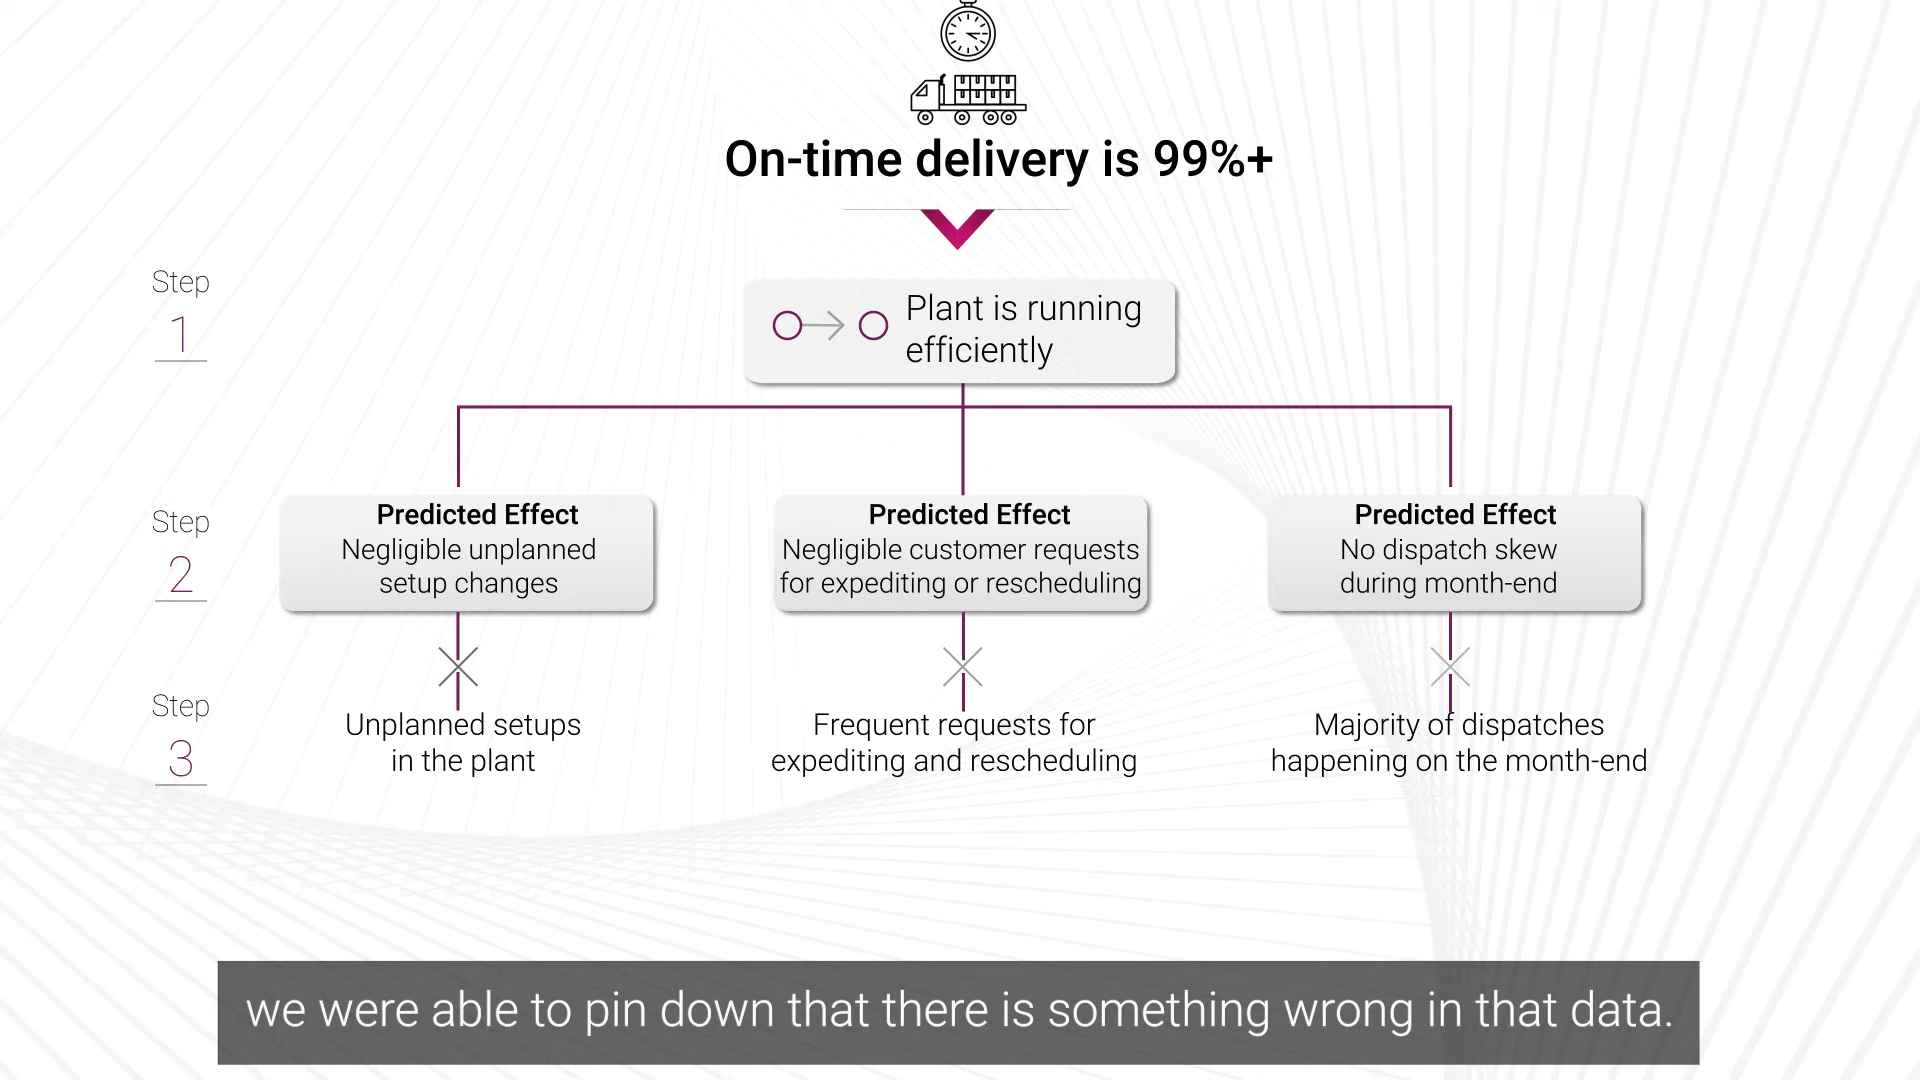 On-time delivery is 99%+
Step
1
Plant is running
efficiently
Step
2
Predicted Effect
Negligible unplanned
setup changes
Predicted Effect
Negligible customer requests
for expediting or rescheduling
Predicted Effect
No dispatch skew
during month-end
Step
3
Unplanned setups
in the plant
Frequent requests for
expediting and rescheduling
Majority of dispatches
happening on the month-end
we were able to pin down that there is something wrong in that data.